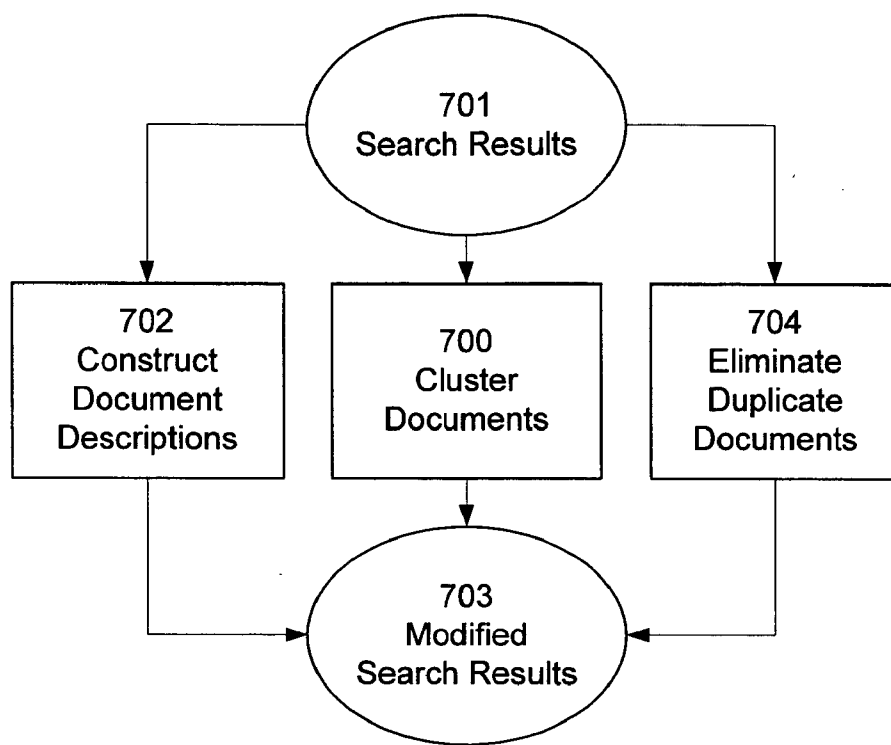 701
Search Results
702
Construct
Document
Descriptions
700
Cluster
Documents
704
Eliminate
Duplicate
Documents
703
Modified
Search Results